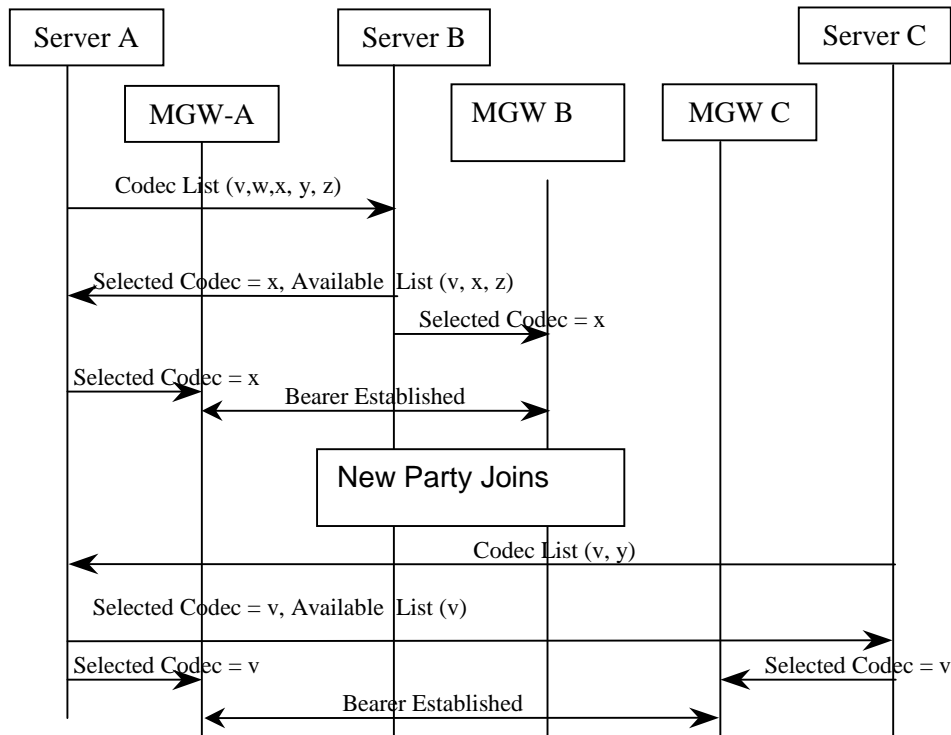 Server A
Server B
Server C
MGW-A
MGW B
MGW C
Codec List (v,w,x, y, z)
Selected Codec = x, Available List (v, x, z)
Selected Codec = x
Selected Codec = x
Bearer Established
New Party Joins
Codec List (v, y)
Selected Codec = v, Available List (v)
Selected Codec = v
Selected Codec = v
Bearer Established